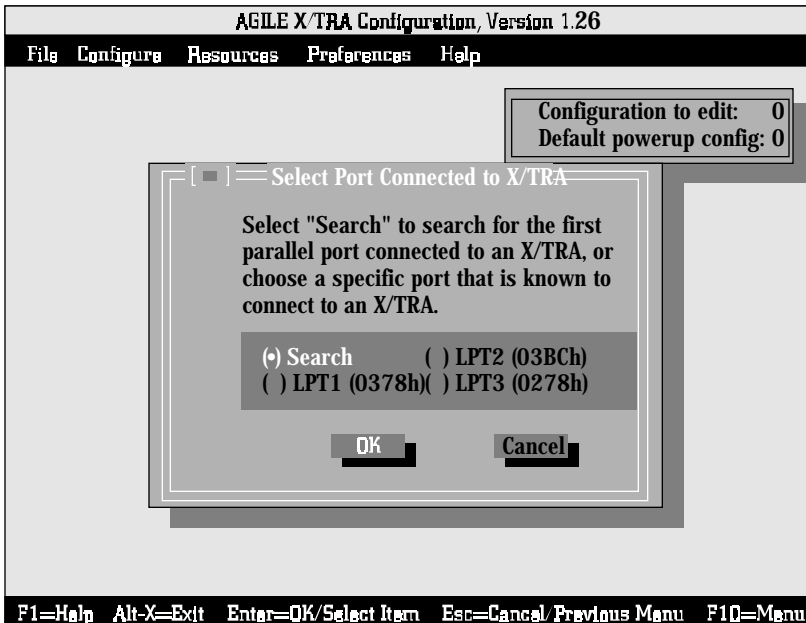 AGILE X/TRA Configuration, Version 1.26
File Configure Resources Preferences Help
Configuration to edit: 0
Default powerup config: 0
[■] Select Port Connected to X/TRA
Select "Search" to search for the first
parallel port connected to an X/TRA, or
choose a specific port that is known to
connect to an X/TRA.
(•) Search ( ) LPT2 (03BCh)
( ) LPT1 (0378h)( ) LPT3 (0278h)
OK Cancel
F1=Help Alt-X=Exit Enter=OK/Select Item Esc=Cancel/Previous Menu F10=Menu